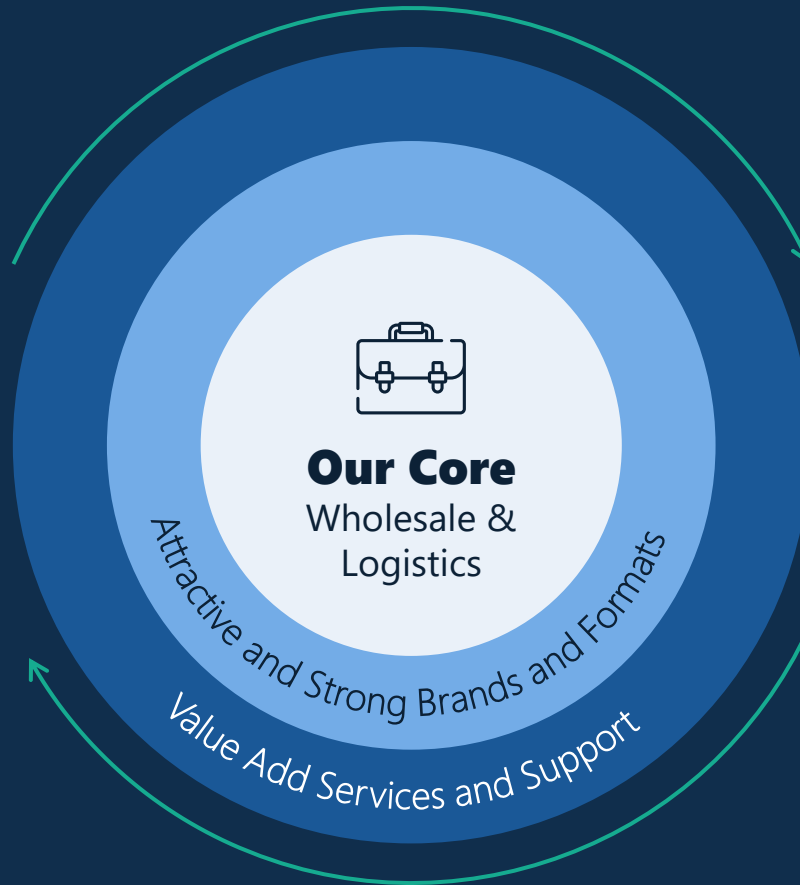 Our Core
Wholesale &
Logistics
Attractive and Strong Brands and Formats
Value Add Services and Support